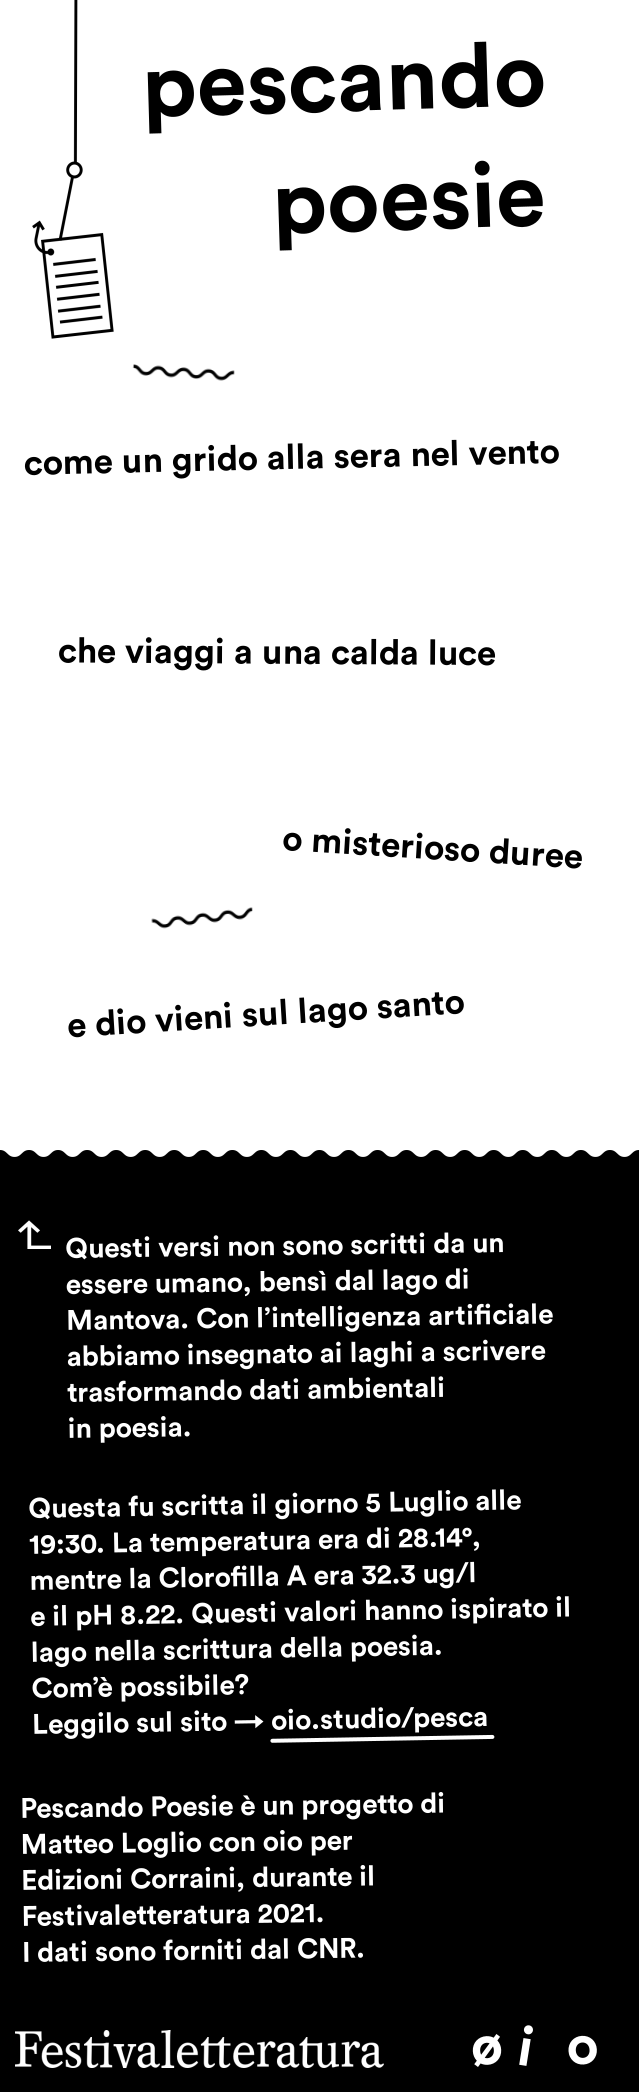 pescando
poesie
come un grido alla sera nel vento
che viaggi a una calda luce
o misterioso duree
e dio vieni sul lago santo
Questi versi non sono scritti da un
essere umano, bensì dal lago di
Mantova. Con l’intelligenza artificiale
abbiamo insegnato ai laghi a scrivere
trasformando dati ambientali
in poesia.
Questa fu scritta il giorno 5 Luglio alle
19:30. La temperatura era di 28.14°,
mentre la Clorofilla A era 32.3 ug/l
e il pH 8.22. Questi valori hanno ispirato il
lago nella scrittura della poesia.
Com’è possibile?
Leggilo sul sito → oio.studio/pesca
Pescando Poesie è un progetto di
Matteo Loglio con oio per
Edizioni Corraini, durante il
Festivaletteratura 2021.
I dati sono forniti dal CNR.
Festivaletteratura øio